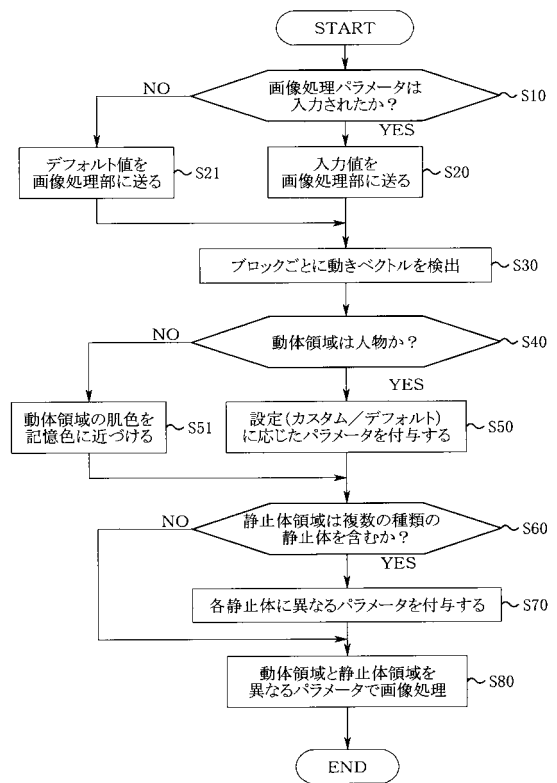 START
画像処理パラメータは
入力されたか？
S10
NO
YES
デフォルト値を
画像処理部に送る
S21
入力値を
画像処理部に送る
S20
ブロックごとに動きベクトルを検出
S30
動体領域は人物か？
S40
NO
YES
動体領域の肌色を
記憶色に近づける
S51
設定(カスタム／デフォルト)
に応じたパラメータを付与する
S50
静止体領域は複数の種類の
静止体を含むか？
S60
NO
YES
各静止体に異なるパラメータを付与する
S70
動体領域と静止体領域を
異なるパラメータで画像処理
S80
END